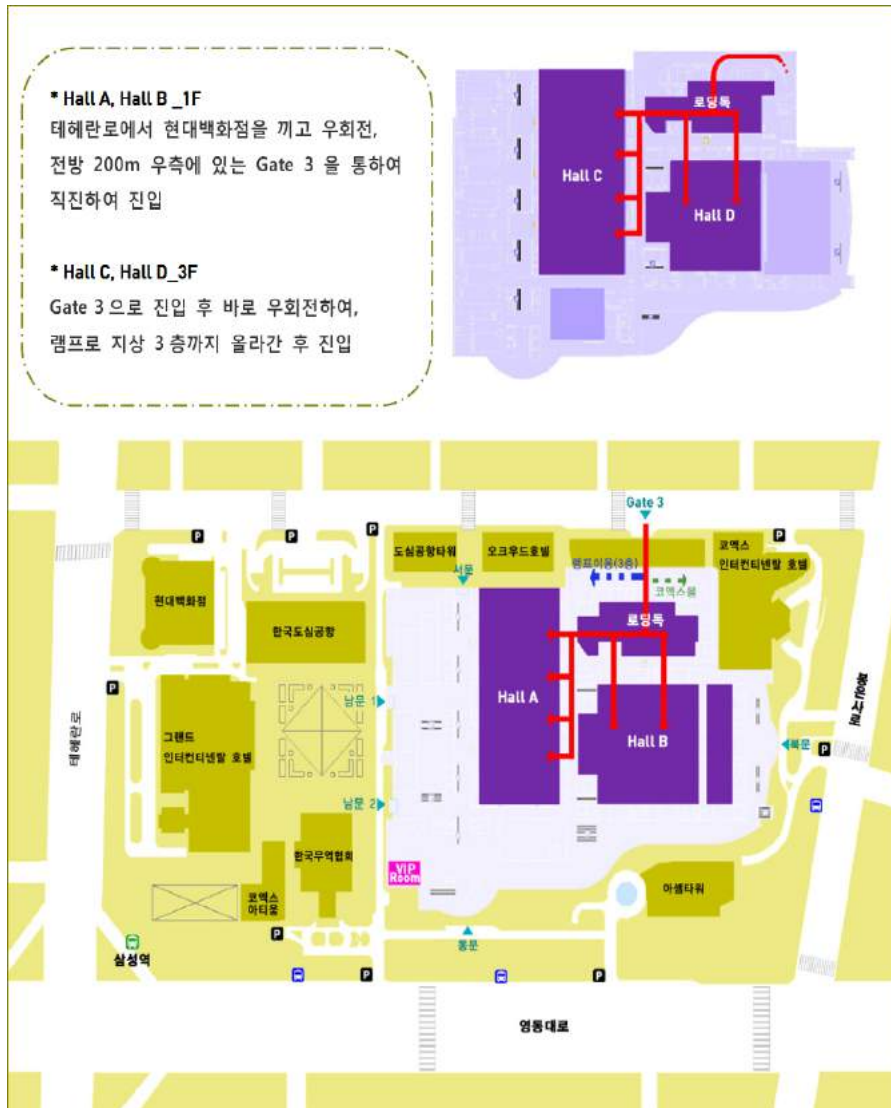 * Hall A, Hall B _1F
테헤란로에서 현대백화점을 끼고 우회전,
전방 200m 우측에 있는 Gate 3 을 통하여
직진하여 진입
* Hall C, Hall D_3F
Gate 3 으로 진입 후 바로 우회전하여,
램프로 지상 3 층까지 올라간 후 진입
로딩독
Hall C
Hall D
Gate 3
P
P
P
P
도심공항타워
오크우드호텔
코엑스
인터컨티넨탈 호텔
램프이용(3층)
코엑스몰
서문
현대백화점
한국도심공항
로딩독
P
남문 1
Hall A
Hall B
그랜드
인터컨티넨탈 호텔
테헤란로
봉은사로
북문
P
남문 2
한국무역협회
VIP
Room
코엑스
아티움
아셈타워
P
동문
삼성역
P
P
영동대로